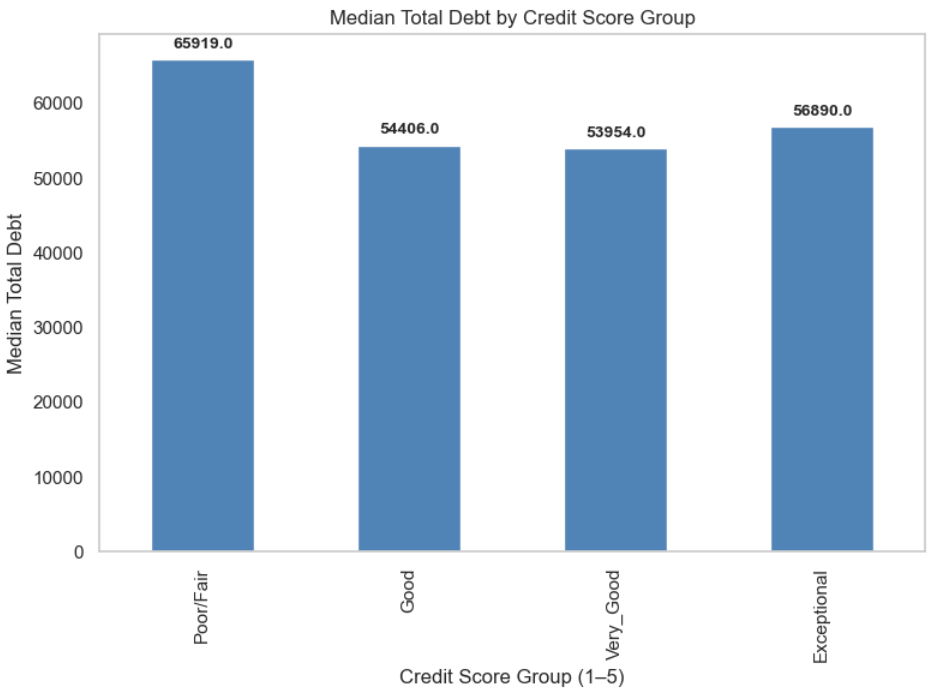 Median Total Debt by Credit Score Group
65919.0
54406.0
53954.0
56890.0
60000
50000
40000
30000
20000
10000
0
Median Total Debt
Poor/Fair
Good
Very_Good
Exceptional
Credit Score Group (1–5)